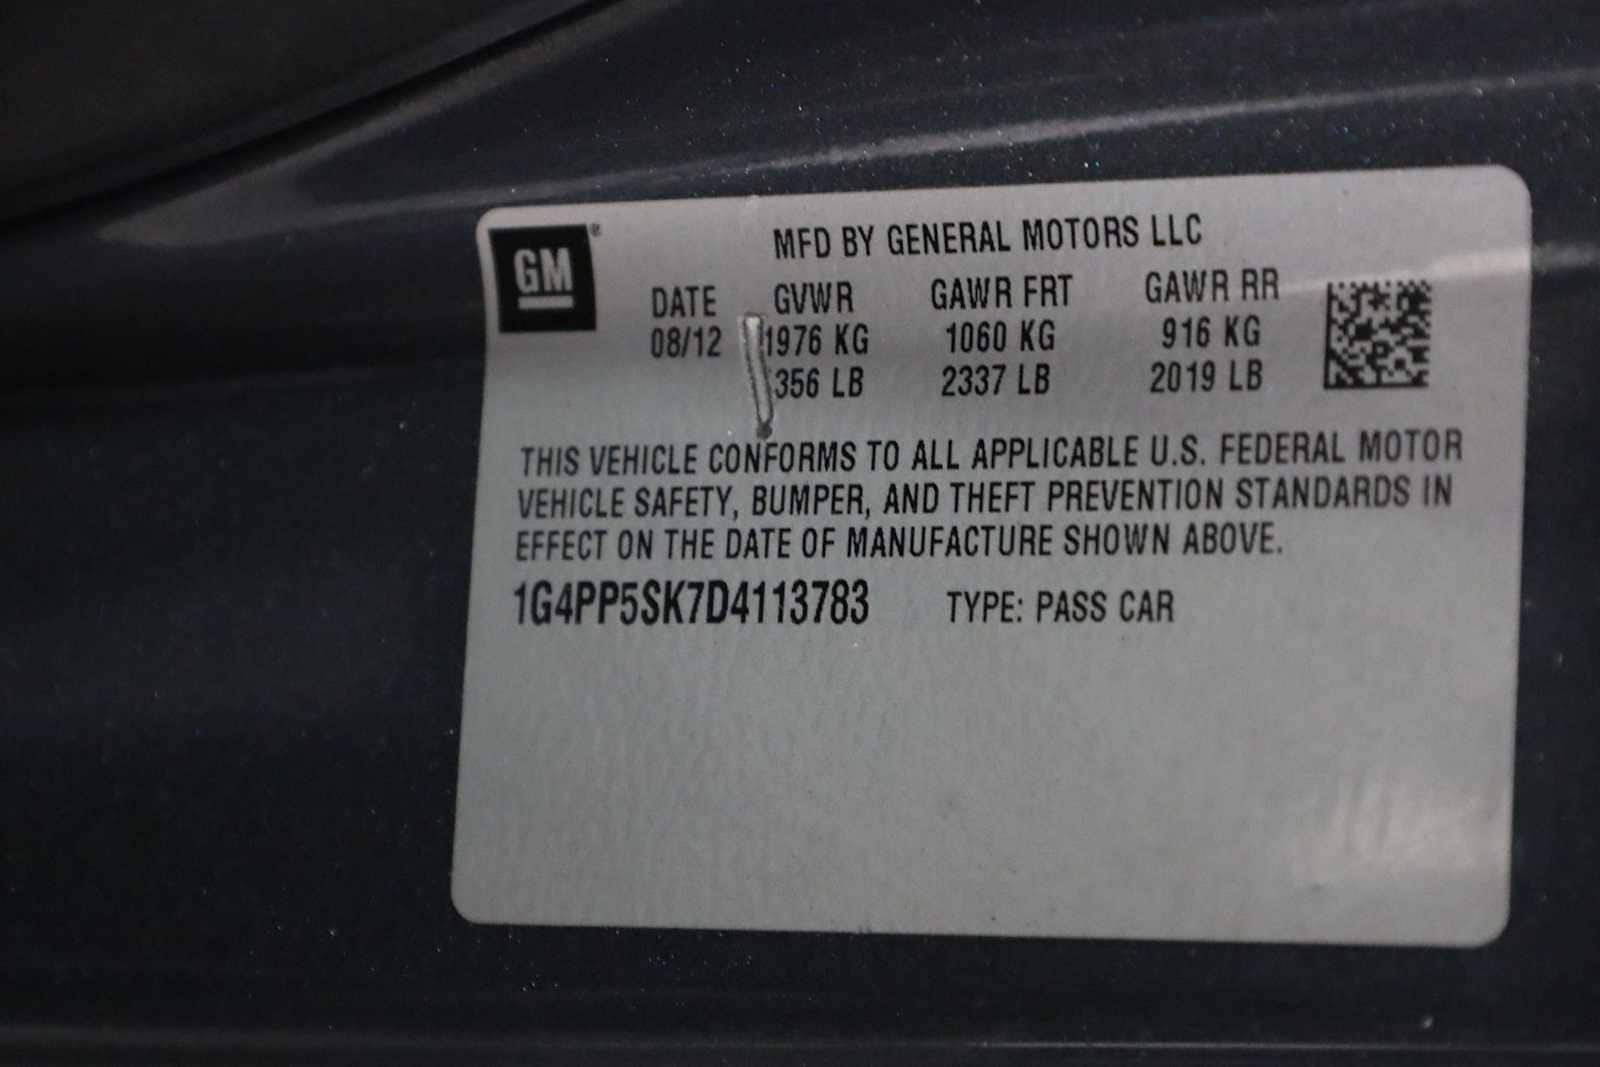 GM ®
MFD BY GENERAL MOTORS LLC
DATE GVWR GAWR FRT GAWR RR
08/12 1976 KG 1060 KG 916 KG
356 LB 2337 LB 2019 LB
THIS VEHICLE CONFORMS TO ALL APPLICABLE U.S. FEDERAL MOTOR
VEHICLE SAFETY, BUMPER, AND THEFT PREVENTION STANDARDS IN
EFFECT ON THE DATE OF MANUFACTURE SHOWN ABOVE.
1G4PP5SK7D4113783 TYPE: PASS CAR